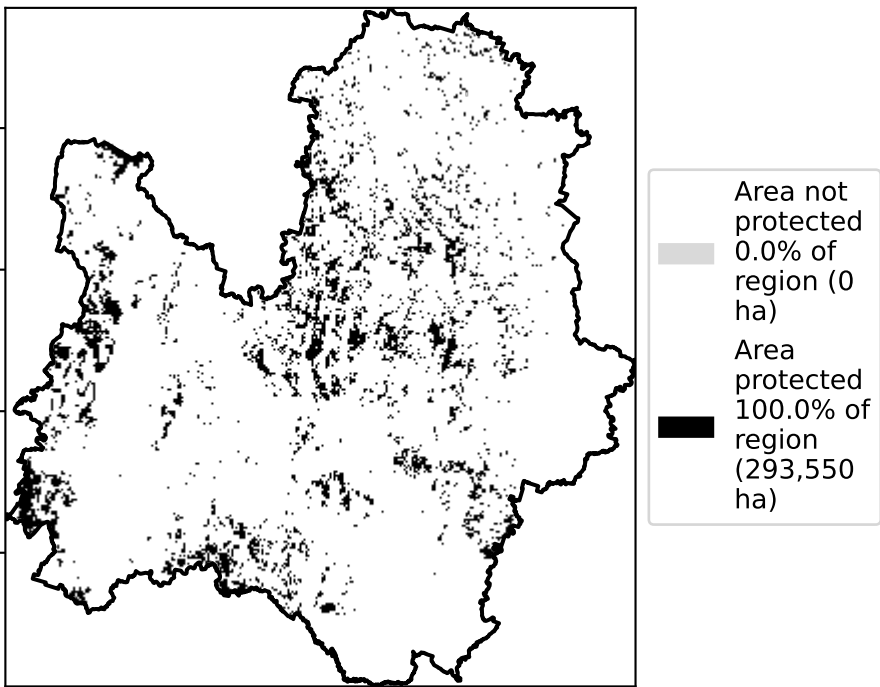 Area not
protected
0.0% of
region (0
ha)
Area
protected
100.0% of
region
(293,550
ha)